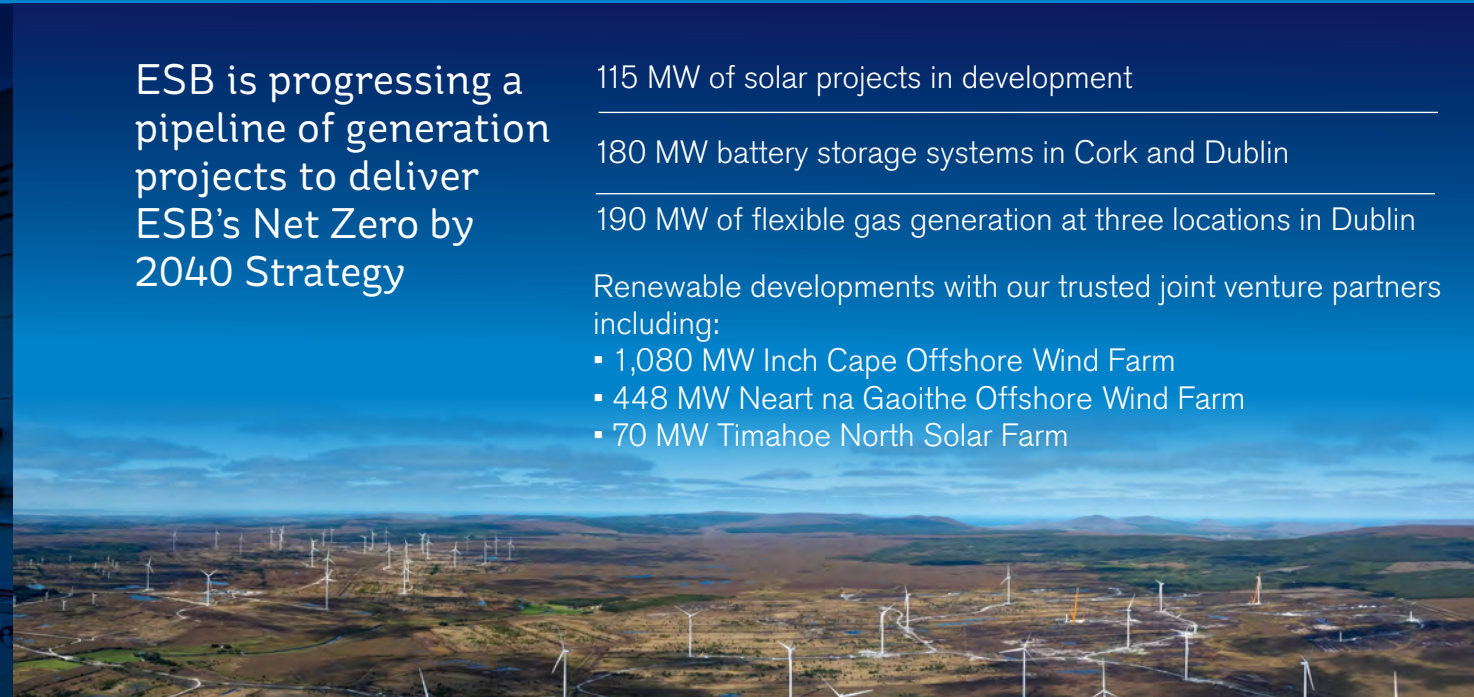 ESB is progressing a
pipeline of generation
projects to deliver
ESB’s Net Zero by
2040 Strategy
115 MW of solar projects in development
180 MW battery storage systems in Cork and Dublin
190 MW of flexible gas generation at three locations in Dublin
Renewable developments with our trusted joint venture partners
including:
▪ 1,080 MW Inch Cape Offshore Wind Farm
▪ 448 MW Neart na Gaoithe Offshore Wind Farm
▪ 70 MW Timahoe North Solar Farm